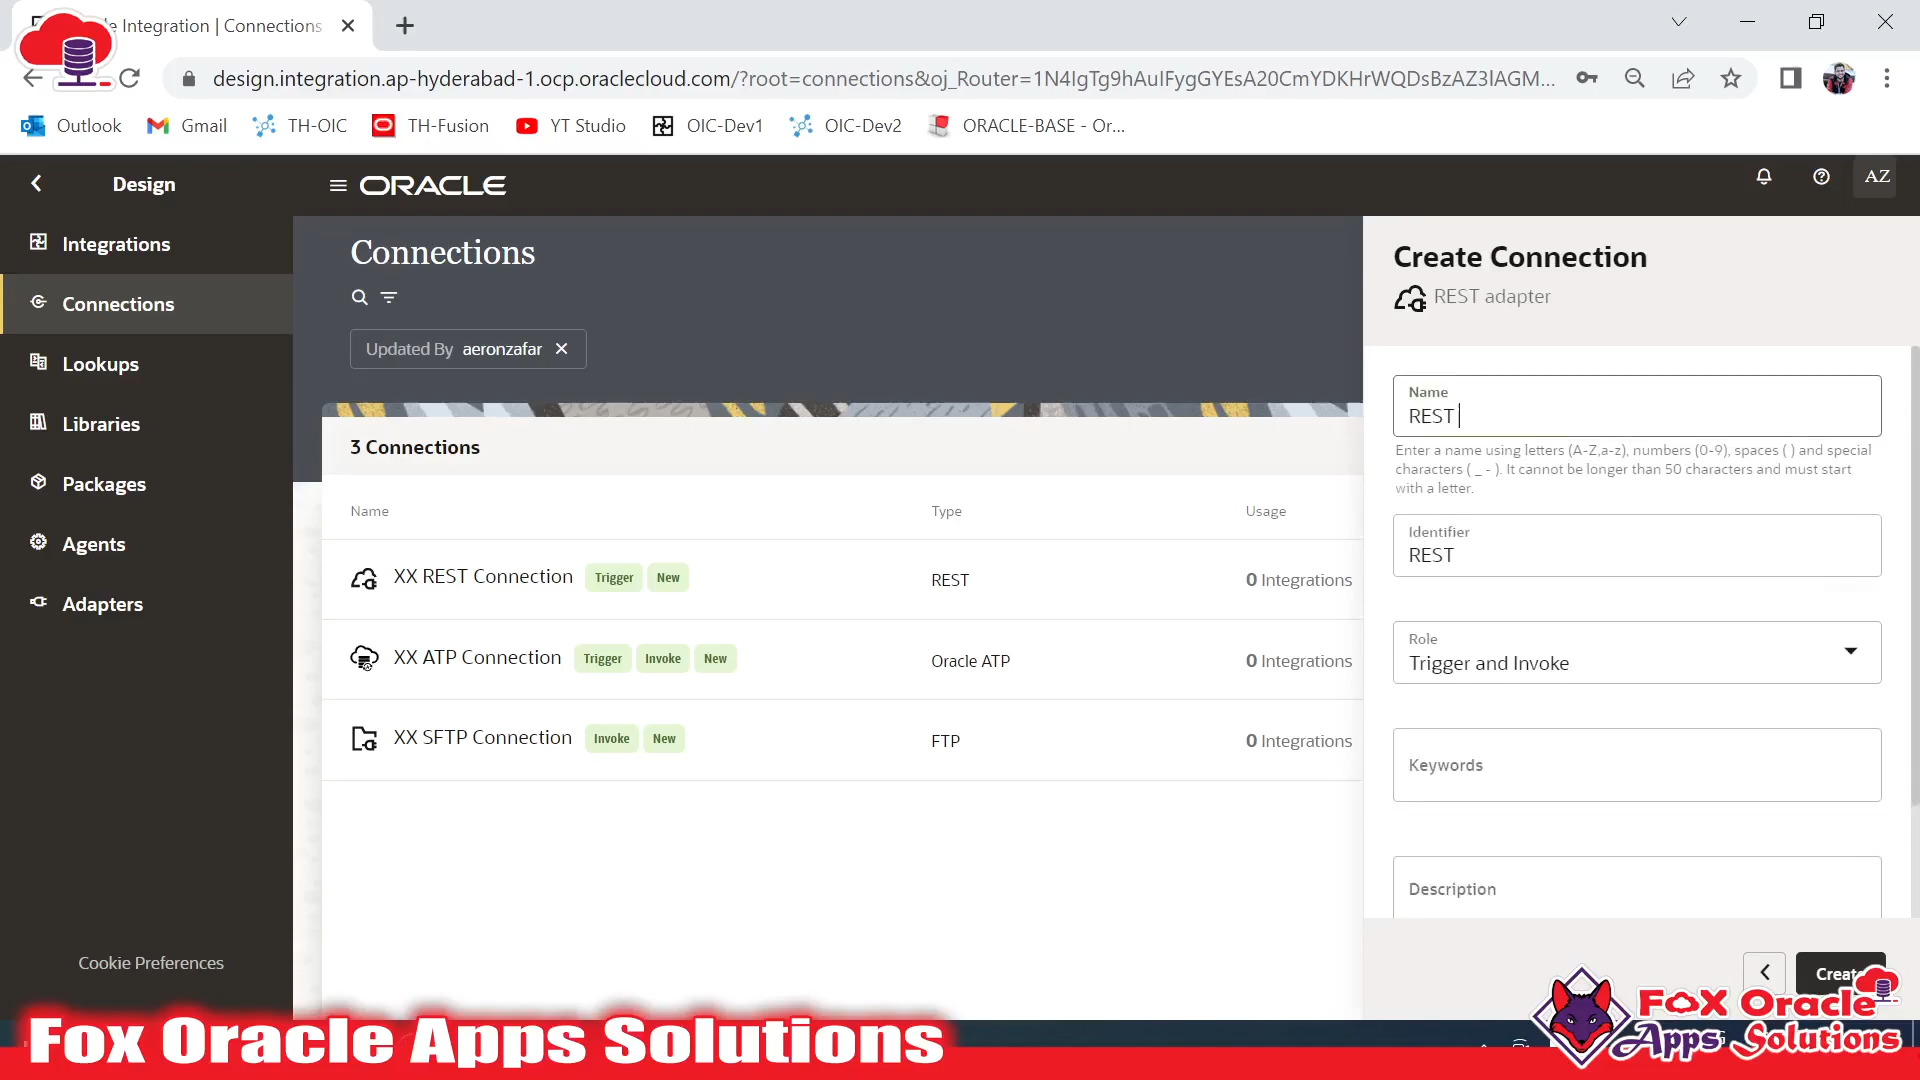 Integration | Connections
design.integration.ap-hyderabad-1.ocp.oraclecloud.com/?root=connections&oj_Router=1N4IgTg9hAuIFygGYEsA20CmYDKHrWQDsBzAZ3lAGM...
Outlook
Gmail
TH-OIC
TH-Fusion
YT Studio
OIC-Dev1
OIC-Dev2
ORACLE-BASE - Or...
Design
ORACLE
AZ
Integrations
Connections
Lookups
Libraries
Packages
Agents
Adapters
Cookie Preferences
Connections
Updated By aeronzafar
3 Connections
Name Type Usage
XX REST Connection Trigger New REST 0 Integrations
XX ATP Connection Trigger Invoke New Oracle ATP 0 Integrations
XX SFTP Connection Invoke New FTP 0 Integrations
Create Connection
REST adapter
Name
REST
Enter a name using letters (A-Z,a-z), numbers (0-9), spaces ( ) and special
characters ( _ - ). It cannot be longer than 50 characters and must start
with a letter.
Identifier
REST
Role
Trigger and Invoke
Keywords
Description
Create
Fox Oracle Apps Solutions
Fox Oracle
Apps Solutions